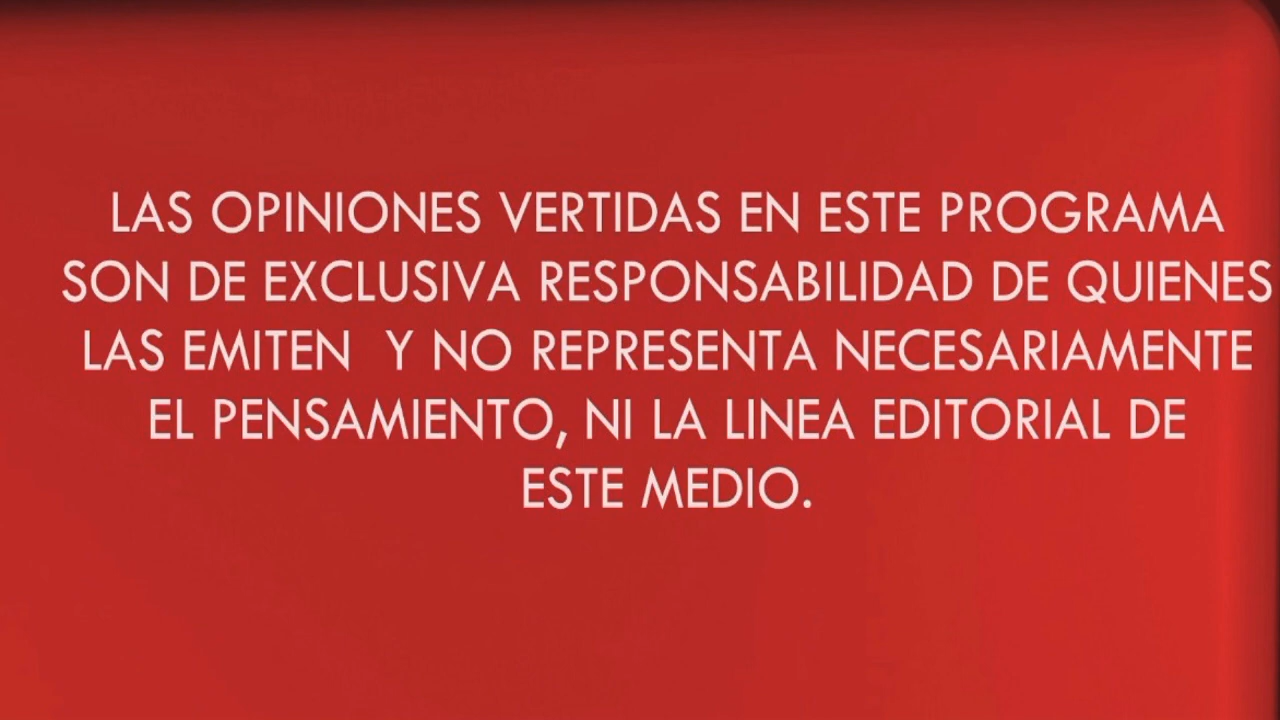 LAS OPINIONES VERTIDAS EN ESTE PROGRAMA
SON DE EXCLUSIVA RESPONSABILIDAD DE QUIENES
LAS EMITEN  Y NO REPRESENTA NECESARIAMENTE
EL PENSAMIENTO, NI LA LINEA EDITORIAL DE
ESTE MEDIO.